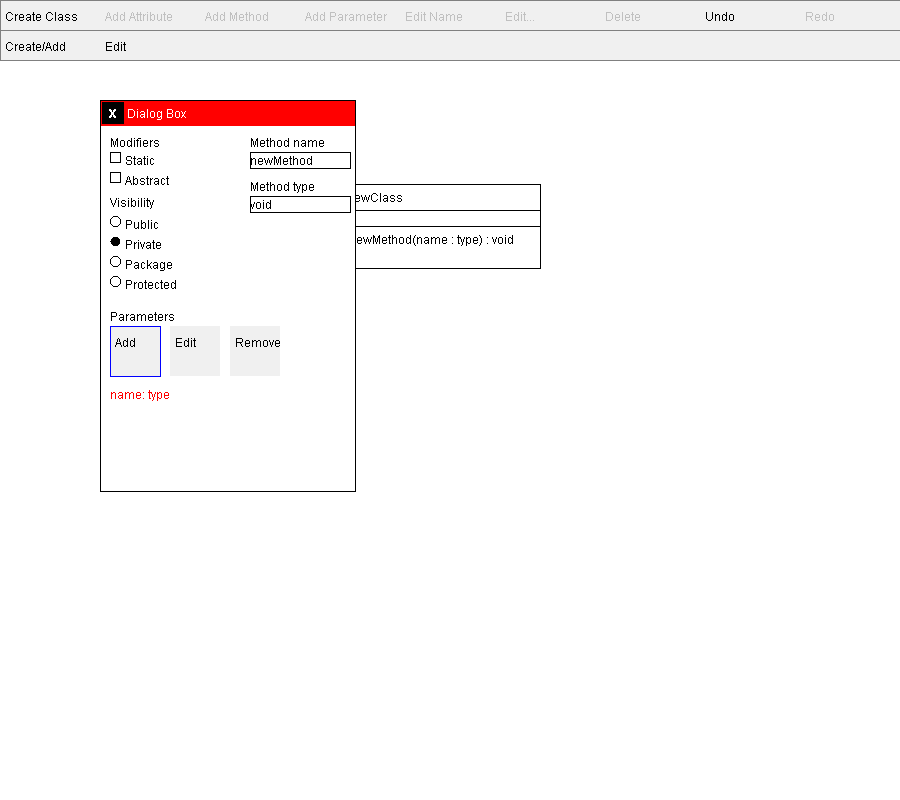 Create Class Add Attribute Add Method Add Parameter Edit Name Edit... Delete Undo Redo
Create/Add Edit
X Dialog Box
Modifiers
Static
Abstract
Visibility
Public
Private
Package
Protected
Method name
newMethod
Method type
void
Parameters
Add Edit Remove
name: type
ewClass
ewMethod(name : type) : void